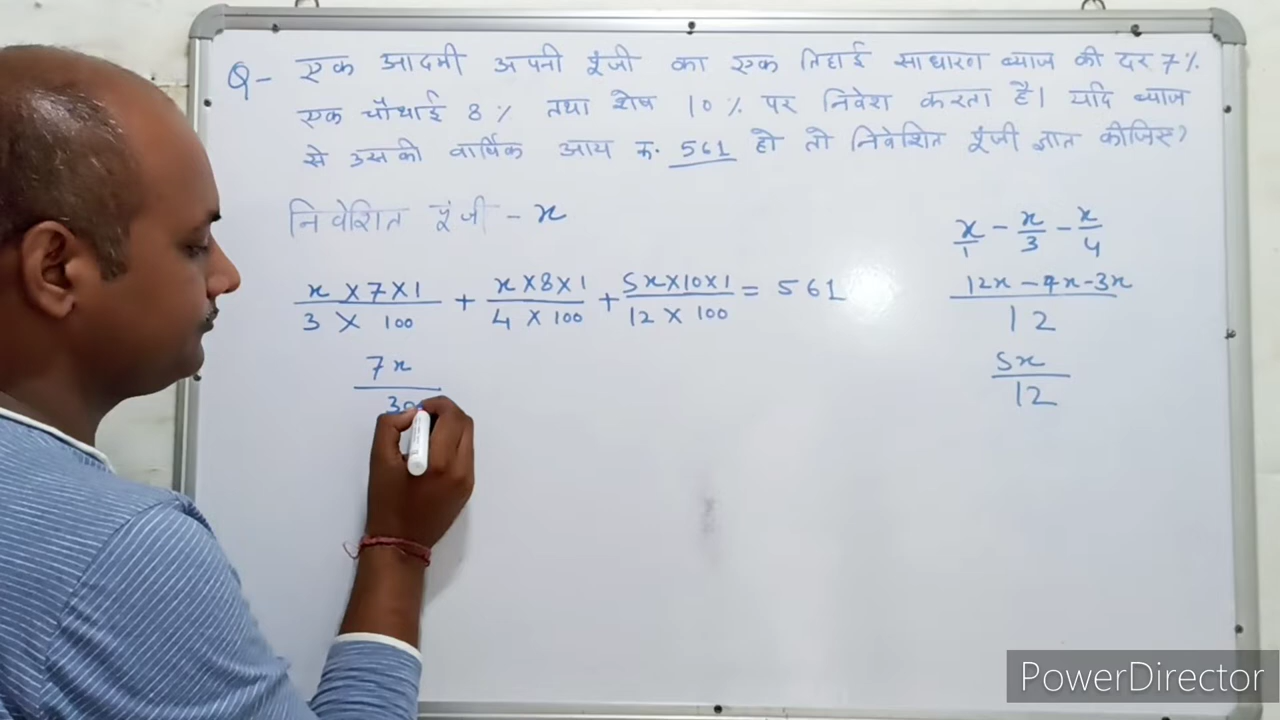 Q- एक आदमी अपनी पूंजी का एक तिहाई साधारण ब्याज की दर 7%
एक चौथाई 8% तथा शेष 10% पर निवेश करता है। यदि ब्याज
से उसकी वार्षिक आय रु. 561 हो तो निवेशित पूंजी ज्ञात कीजिए?
निवेशित पूंजी - x
x/1 - x/3 - x/4
x×7×1/3×100 + x×8×1/4×100 + 5x×10×1/12×100 = 561
12x-4x-3x/12
7x/30
5x/12
PowerDirector